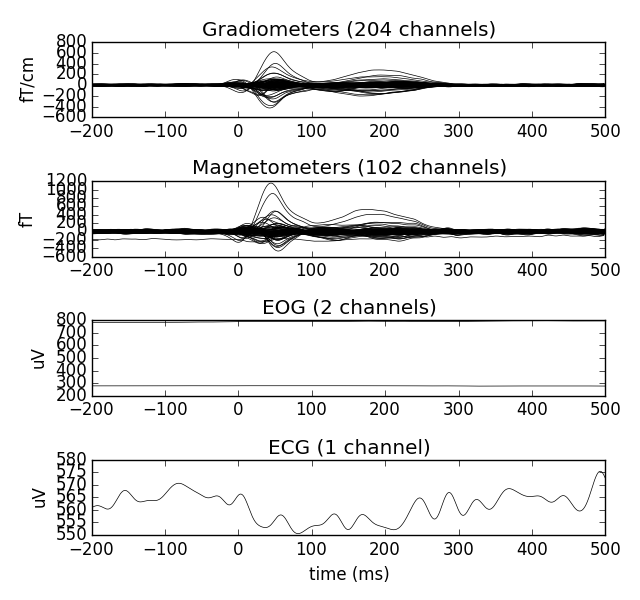 Gradiometers (204 channels)
800
600
400
200
0
−200
−400
−600
fT/cm
−200 −100 0 100 200 300 400 500
Magnetometers (102 channels)
1200
1000
800
600
400
200
0
−200
−400
−600
fT
−200 −100 0 100 200 300 400 500
EOG (2 channels)
800
700
600
500
400
300
200
uV
−200 −100 0 100 200 300 400 500
ECG (1 channel)
580
575
570
565
560
555
550
uV
−200 −100 0 100 200 300 400 500
time (ms)